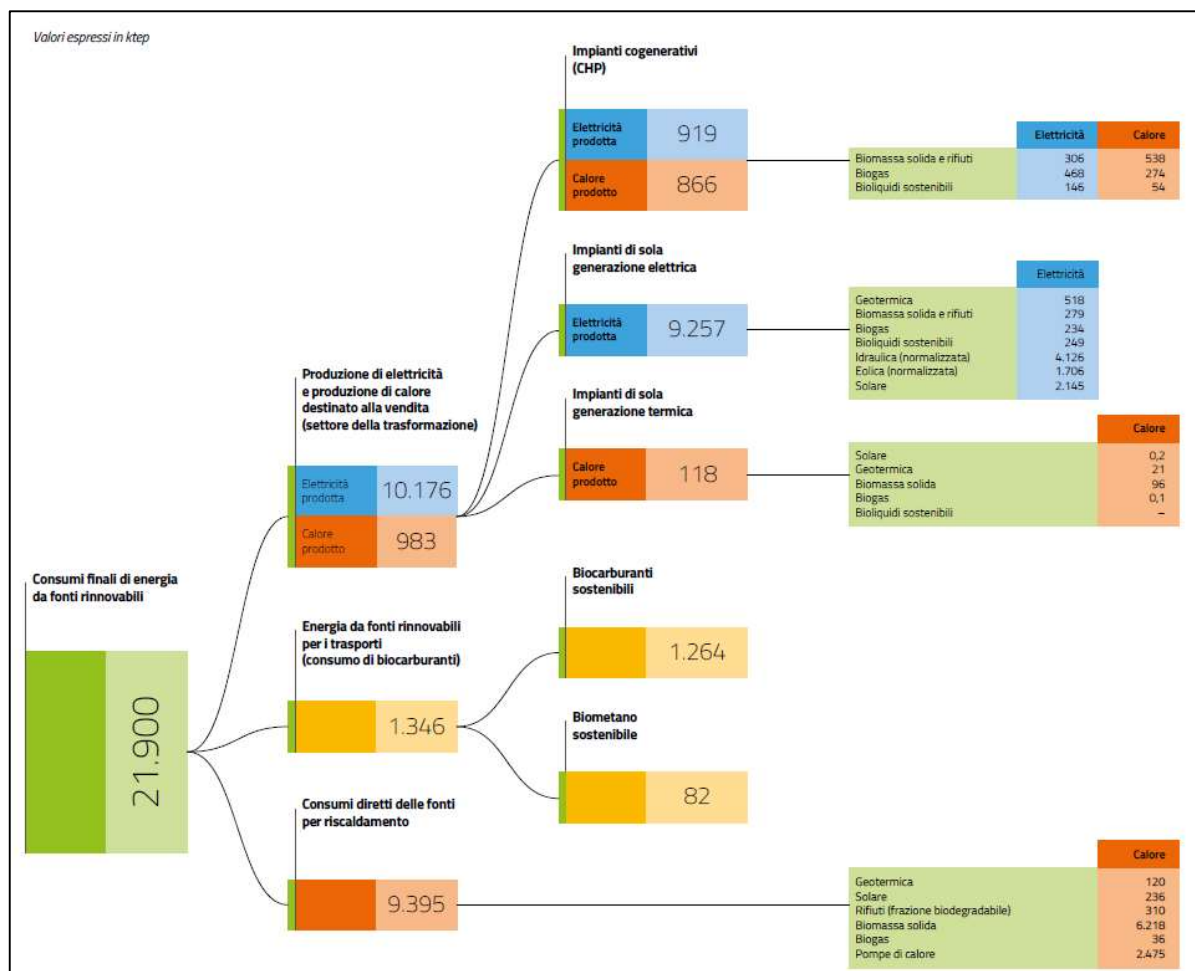 Valori espressi in ktep
Impianti cogenerativi
(CHP)
Elettricità
prodotta
919
Calore
prodotto
866
Elettricità Calore
Biomassa solida e rifiuti 306 538
Biogas 468 274
Bioliquidi sostenibili 146 54
Impianti di sola
generazione elettrica
Elettricità
prodotta
9.257
Elettricità
Geotermica 518
Biomassa solida e rifiuti 279
Biogas 234
Bioliquidi sostenibili 249
Idraulica (normalizzata) 4.126
Eolica (normalizzata) 1.706
Solare 2.145
Produzione di elettricità
e produzione di calore
destinato alla vendita
(settore della trasformazione)
Elettricità
prodotta
10.176
Calore
prodotto
983
Impianti di sola
generazione termica
Calore
prodotto
118
Calore
Solare 0,2
Geotermica 21
Biomassa solida 96
Biogas 0,1
Bioliquidi sostenibili –
Consumi finali di energia
da fonti rinnovabili
21.900
Energia da fonti rinnovabili
per i trasporti
(consumo di biocarburanti)
1.346
Biocarburanti
sostenibili
1.264
Biometano
sostenibile
82
Consumi diretti delle fonti
per riscaldamento
9.395
Calore
Geotermica 120
Solare 236
Rifiuti (frazione biodegradabile) 310
Biomassa solida 6.218
Biogas 36
Pompe di calore 2.475